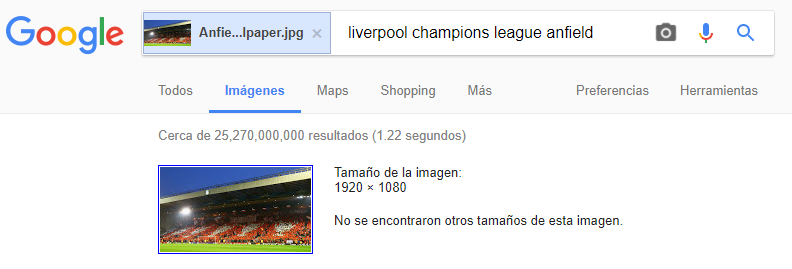 Google
Anfie...lpaper.jpg × liverpool champions league anfield
Todos Imágenes Maps Shopping Más Preferencias Herramientas
Cerca de 25,270,000,000 resultados (1.22 segundos)
Tamaño de la imagen:
1920 × 1080
No se encontraron otros tamaños de esta imagen.